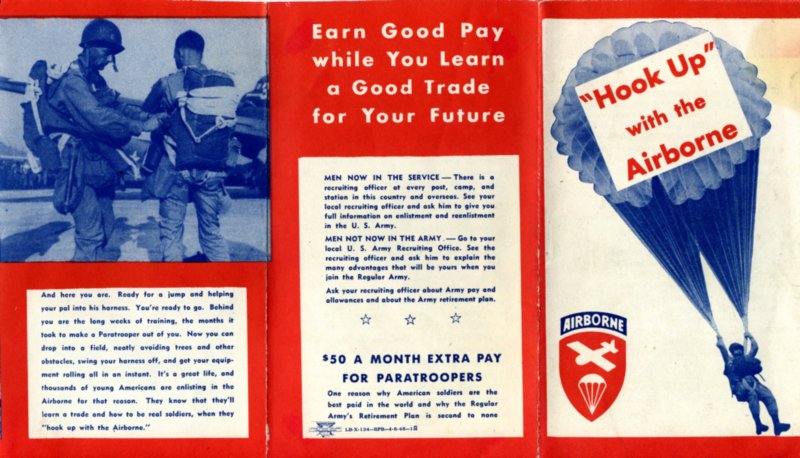 And here you are. Ready for a jump and helping
your pal into his harness. You're ready to go. Behind
you are the long weeks of training, the months it
took to make a Paratrooper out of you. Now you can
drop into a field, neatly avoiding trees and other
obstacles, swing your harness off, and get your equip-
ment rolling all in an instant. It's a great life, and
thousands of young Americans are enlisting in the
Airborne for that reason. They know that they'll
learn a trade and how to be real soldiers, when they
"hook up with the Airborne."
Earn Good Pay
while You Learn
a Good Trade
for Your Future
MEN NOW IN THE SERVICE — There is a
recruiting officer at every post, camp, and
station in this country and overseas. See your
local recruiting officer and ask him to give you
full information on enlistment and reenlistment
in the U. S. Army.
MEN NOT NOW IN THE ARMY — Go to your
local U. S. Army Recruiting Office. See the
recruiting officer and ask him to explain the
many advantages that will be yours when you
join the Regular Army.
Ask your recruiting officer about Army pay and
allowances and about the Army retirement plan.
$50 A MONTH EXTRA PAY
FOR PARATROOPERS
One reason why American soldiers are the
best paid in the world and why the Regular
Army's Retirement Plan is second to none
"Hook Up"
with the
Airborne
AIRBORNE